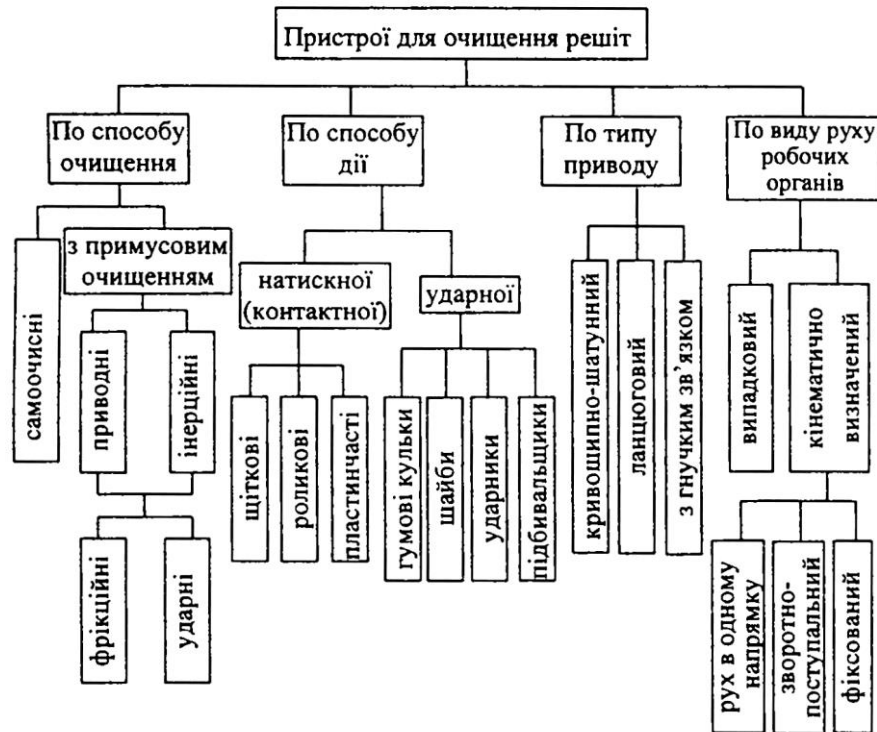 Пристрої для очищення решіт
По способу
очищення
По способу
дії
По типу
приводу
По виду руху
робочих
органів
самоочисні
з примусовим
очищенням
натискної
(контактної)
ударної
кривошипно-шатунний
ланцюговий
з гнучким зв’язком
випадковий
кінематично
визначений
приводні
інерційні
щіткові
роликові
пластинчасті
гумові кульки
шайби
ударники
підбивальщики
фрікційні
ударні
рух в одному
напрямку
зворотно-
поступальний
фіксований